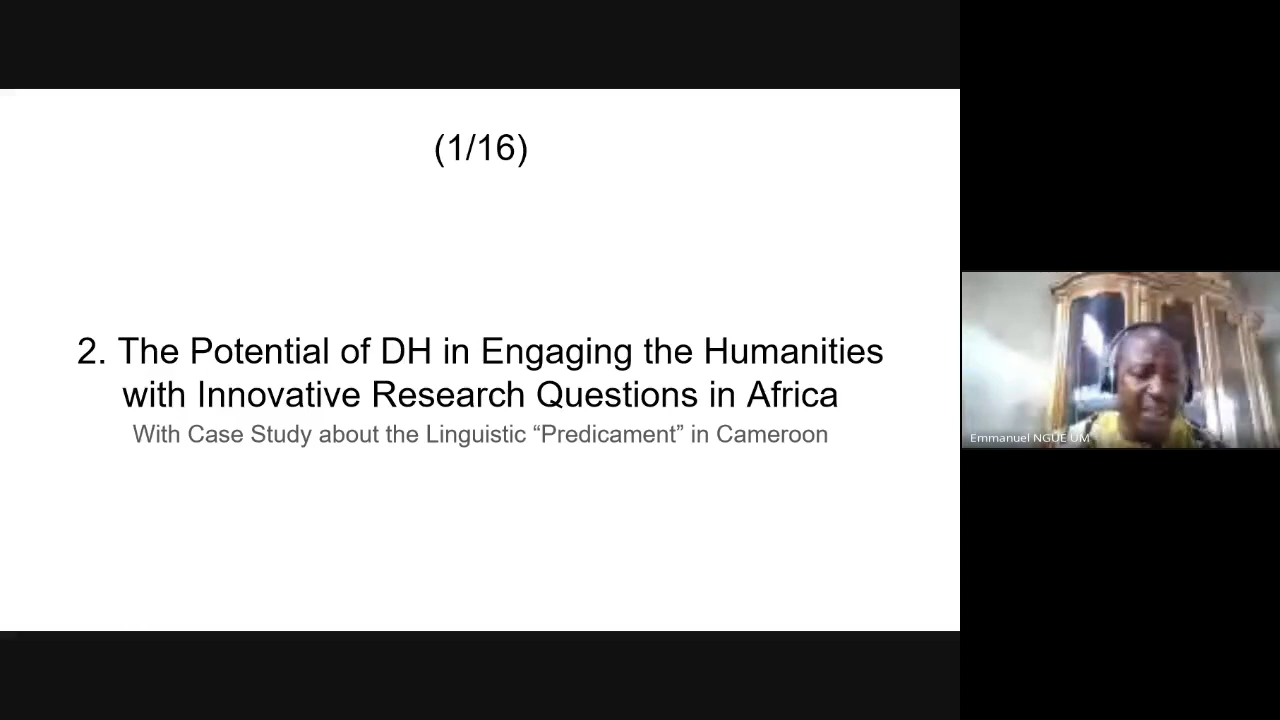 (1/16)
2. The Potential of DH in Engaging the Humanities
with Innovative Research Questions in Africa
With Case Study about the Linguistic “Predicament” in Cameroon
Emmanuel NGUE UM